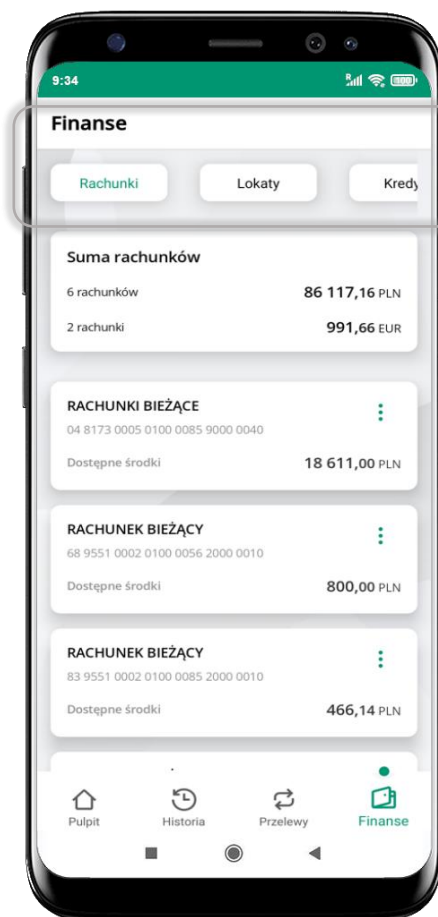 9:34
Finanse
Rachunki Lokaty Kredy
Suma rachunków
6 rachunków 86 117,16 PLN
2 rachunki 991,66 EUR
RACHUNKI BIEŻĄCE
04 8173 0005 0100 0085 9000 0040
Dostępne środki 18 611,00 PLN
RACHUNEK BIEŻĄCY
68 9551 0002 0100 0056 2000 0010
Dostępne środki 800,00 PLN
RACHUNEK BIEŻĄCY
83 9551 0002 0100 0085 2000 0010
Dostępne środki 466,14 PLN
Pulpit Historia Przelewy Finanse